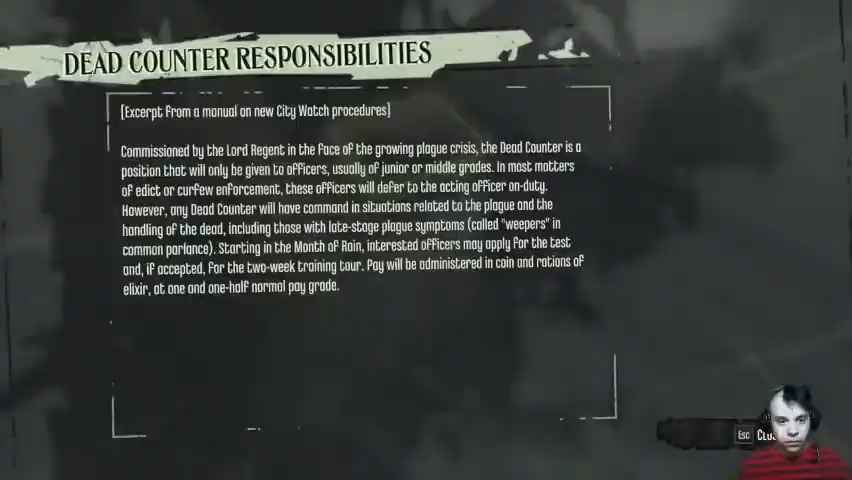 DEAD COUNTER RESPONSIBILITIES
[Excerpt from a manual on new City Watch procedures]
Commissioned by the Lord Regent in the face of the growing plague crisis, the Dead Counter is a
position that will only be given to officers, usually of junior or middle grades. In most matters
of edict or curfew enforcement, these officers will defer to the acting officer on-duty.
However, any Dead Counter will have command in situations related to the plague and the
handling of the dead, including those with late-stage plague symptoms (called "weepers" in
common parlance). Starting in the Month of Rain, interested officers may apply for the test
and, if accepted, for the two-week training tour. Pay will be administered in coin and rations of
elixir, at one and one-half normal pay grade.
Esc